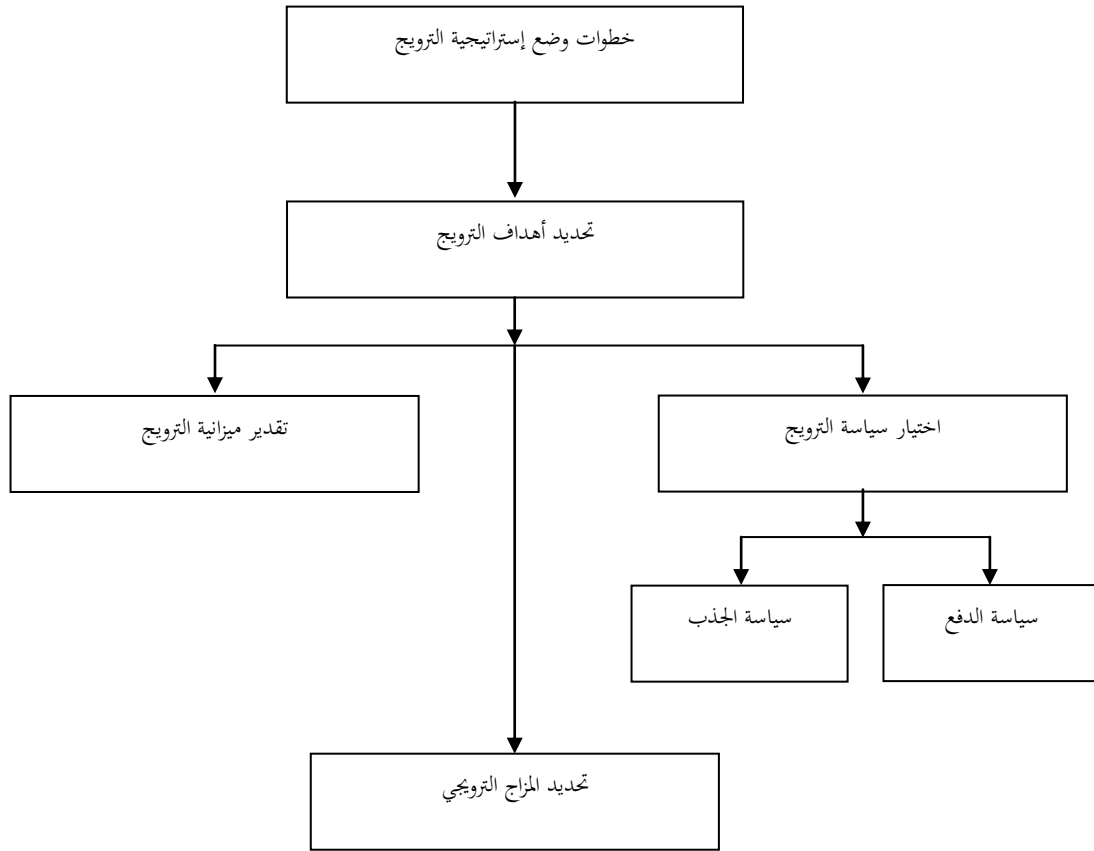 خطوات وضع إستراتيجية الترويج
تحديد أهداف الترويج
اختيار سياسة الترويج
تقدير ميزانية الترويج
سياسة الدفع
سياسة الجذب
تحديد المزاج الترويجي